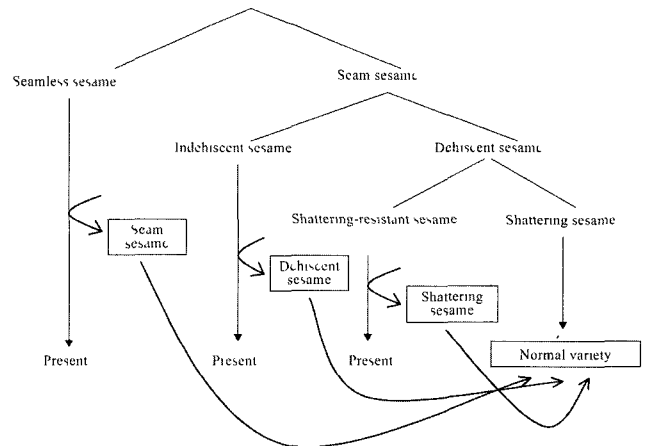 Seamless sesame
Seam sesame
Indehiscent sesame
Dehiscent sesame
Shattering-resistant sesame
Shattering sesame
Seam
sesame
Dehiscent
sesame
Shattering
sesame
Present
Present
Present
Normal variety